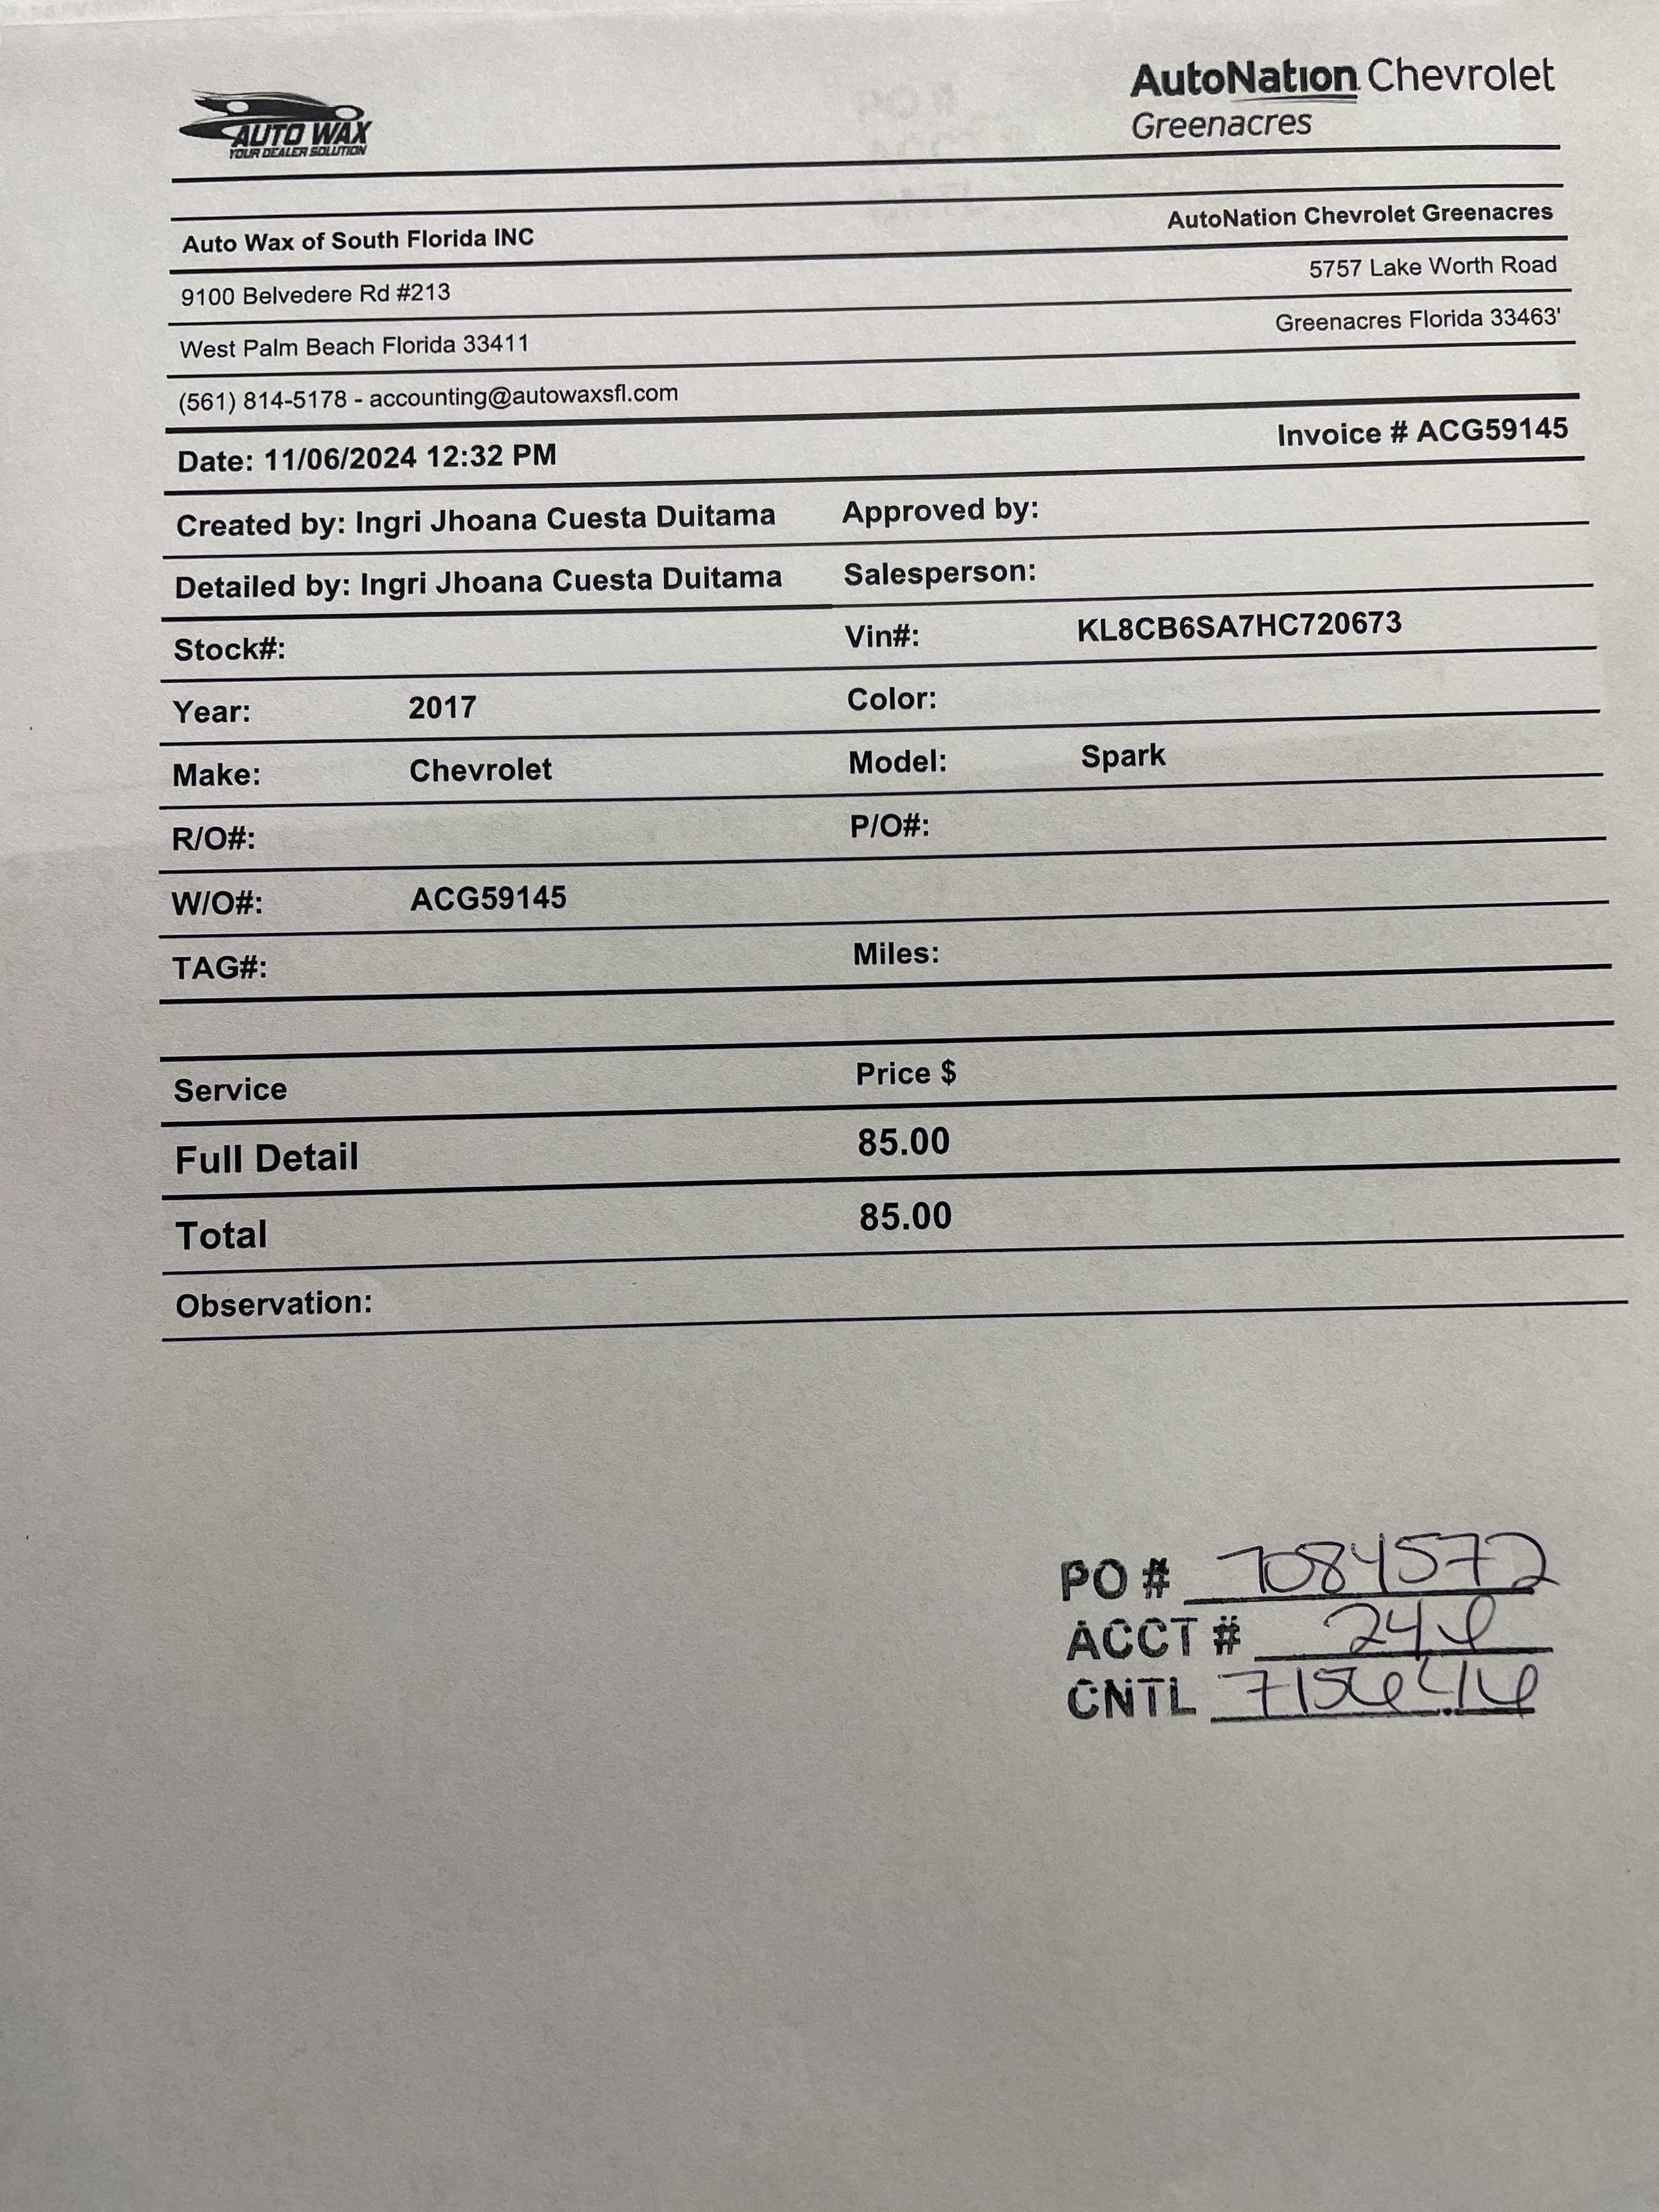 AUTO WAX
YOUR DEALER SOLUTION
AutoNation Chevrolet
Greenacres
Auto Wax of South Florida INC
AutoNation Chevrolet Greenacres
9100 Belvedere Rd #213
5757 Lake Worth Road
West Palm Beach Florida 33411
Greenacres Florida 33463'
(561) 814-5178 - accounting@autowaxsfl.com
Date: 11/06/2024 12:32 PM
Invoice # ACG59145
Created by: Ingri Jhoana Cuesta Duitama
Approved by:
Detailed by: Ingri Jhoana Cuesta Duitama
Salesperson:
Stock#:
Vin#: KL8CB6SA7HC720673
Year: 2017
Color:
Make: Chevrolet
Model: Spark
R/O#:
P/O#:
W/O#: ACG59145
TAG#:
Miles:
Service Price $
Full Detail 85.00
Total 85.00
Observation:
PO # 7084572
ACCT #
CNTL